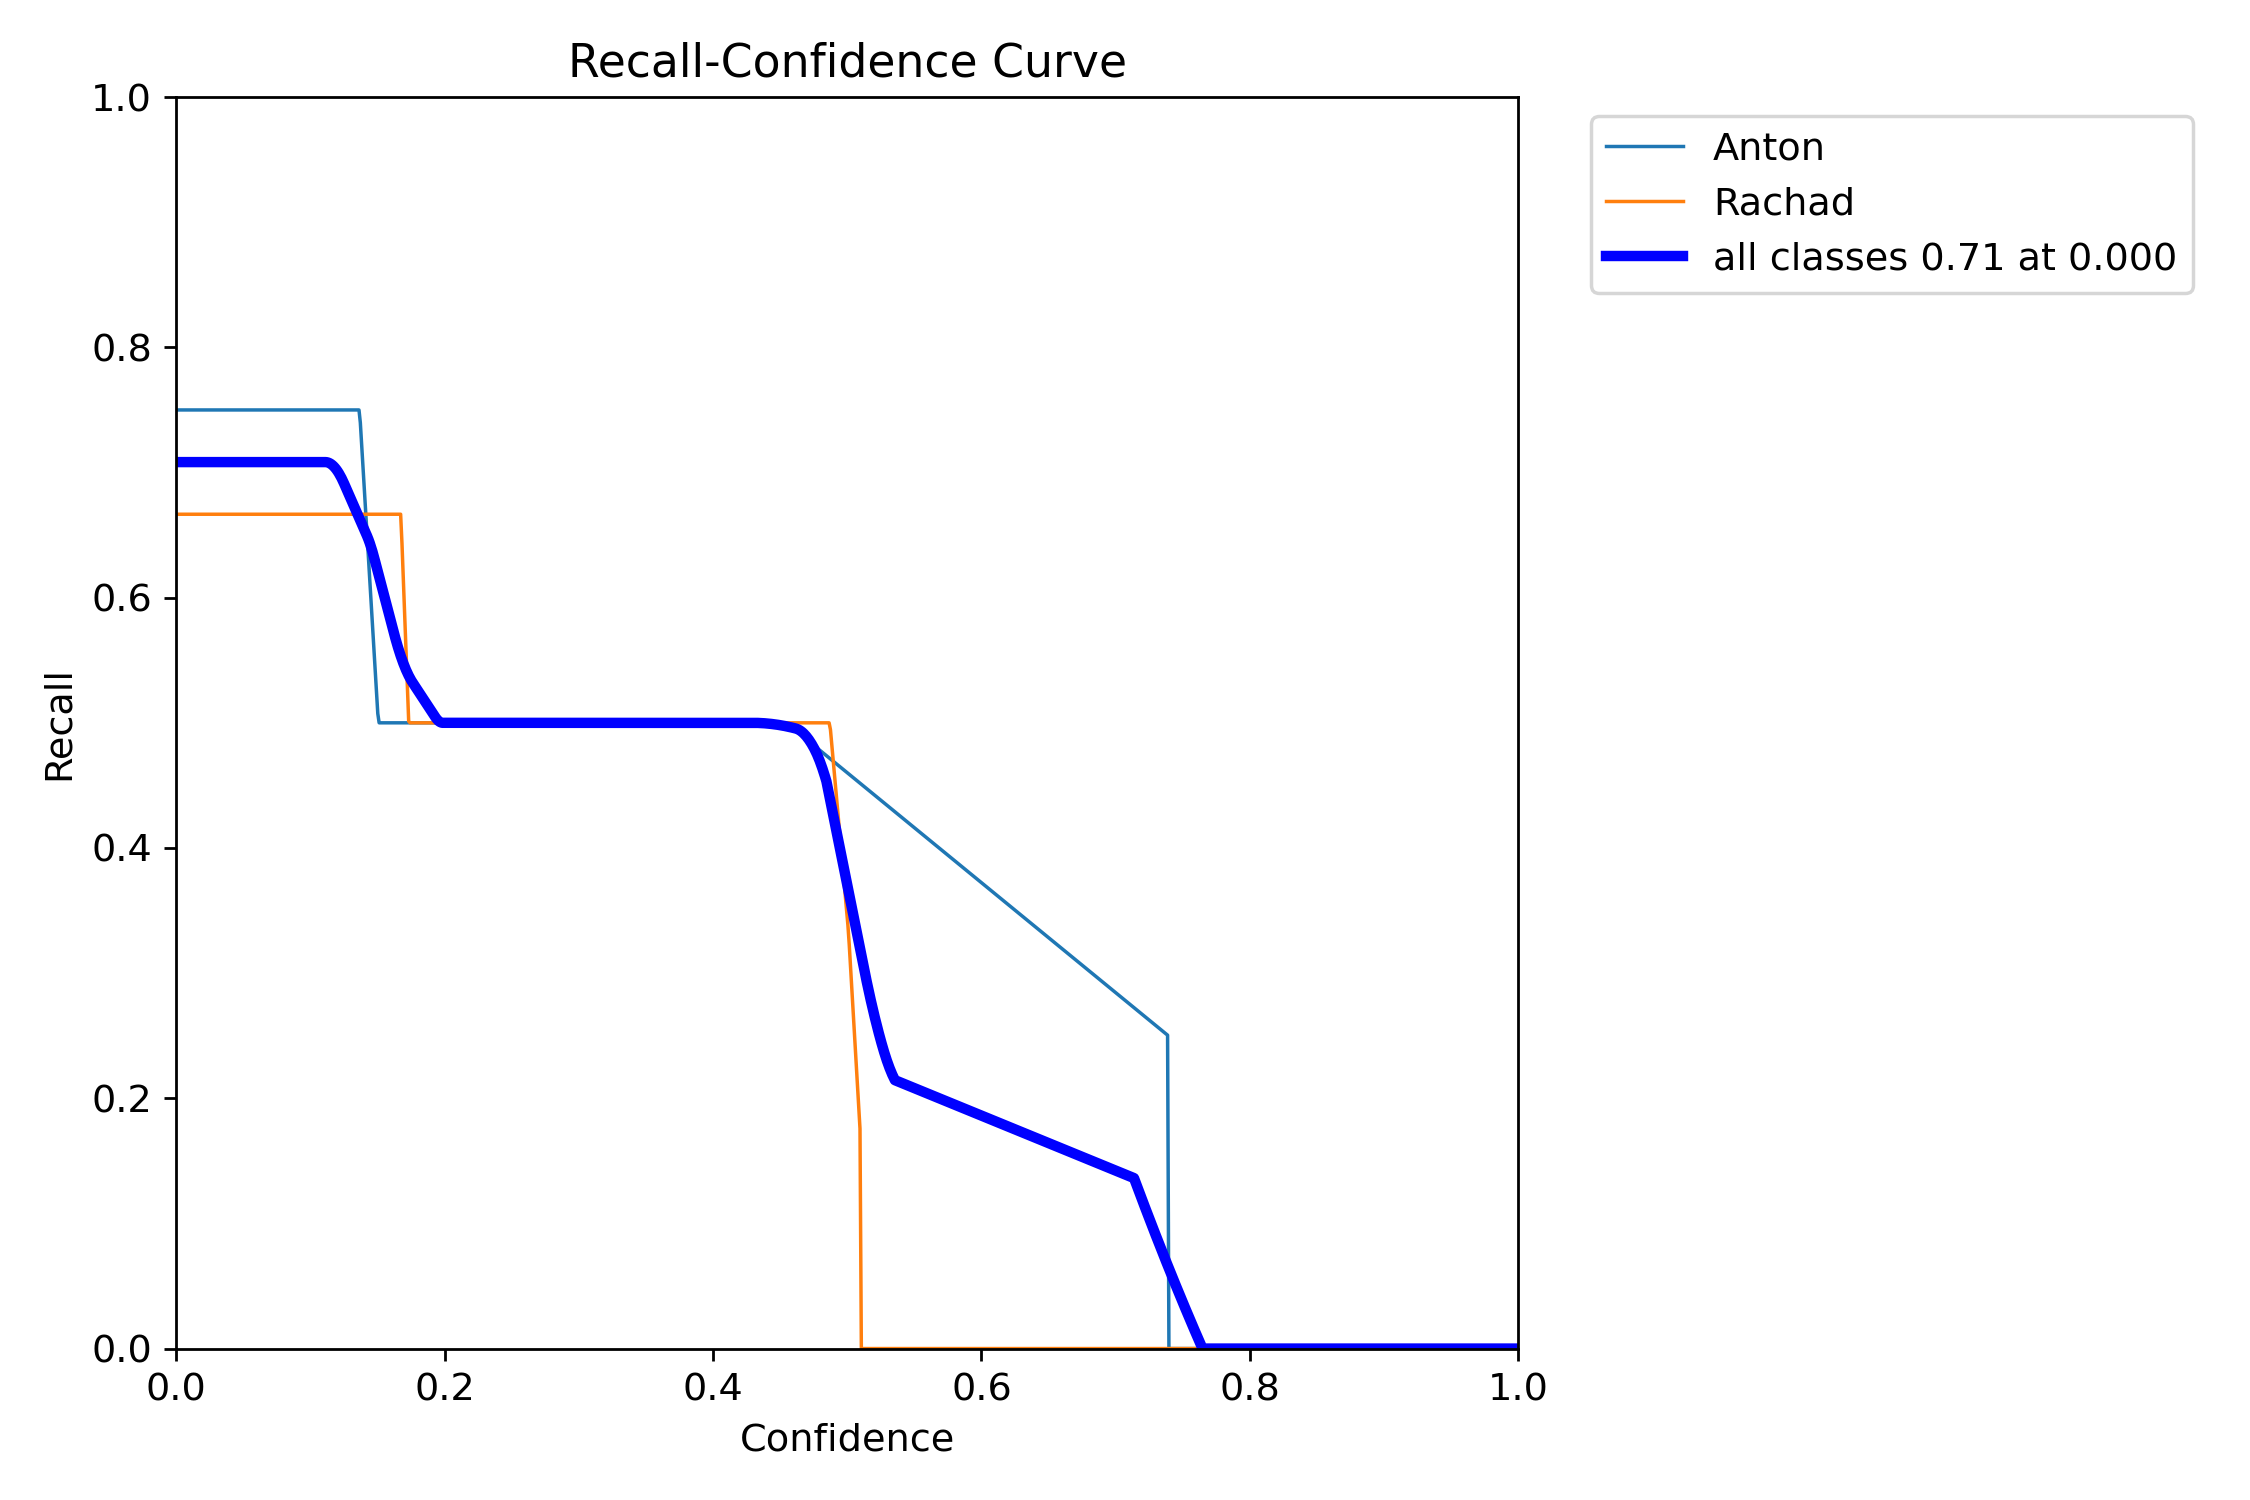 Recall-Confidence Curve
1.0
0.8
0.6
0.4
0.2
0.0
Recall
0.0 0.2 0.4 0.6 0.8 1.0
Confidence
Anton
Rachad
all classes 0.71 at 0.000